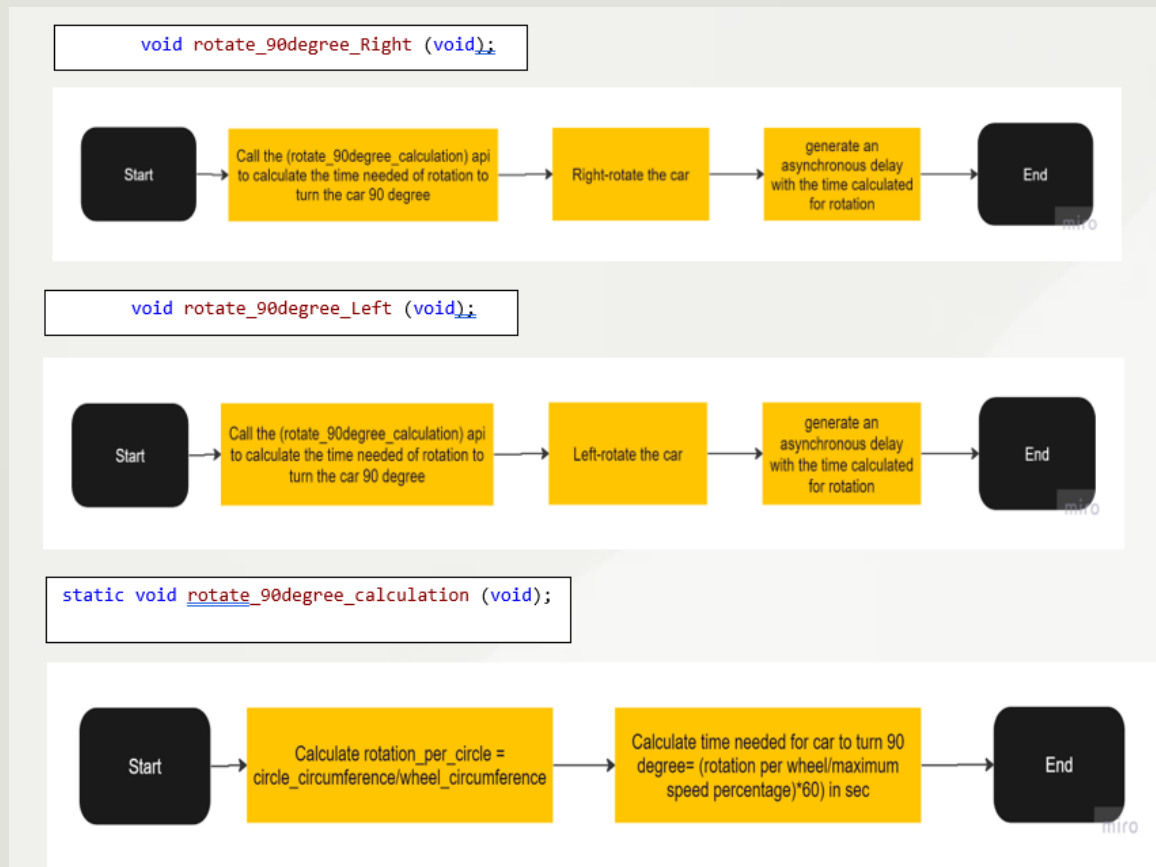 void rotate_90degree_Right (void);
Start
Call the (rotate_90degree_calculation) api
to calculate the time needed of rotation to
turn the car 90 degree
Right-rotate the car
generate an
asynchronous delay
with the time calculated
for rotation
End
miro
void rotate_90degree_Left (void);
Start
Call the (rotate_90degree_calculation) api
to calculate the time needed of rotation to
turn the car 90 degree
Left-rotate the car
generate an
asynchronous delay
with the time calculated
for rotation
End
miro
static void rotate_90degree_calculation (void);
Start
Calculate rotation_per_circle =
circle_circumference/wheel_circumference
Calculate time needed for car to turn 90
degree= (rotation per wheel/maximum
speed percentage)*60) in sec
End
miro